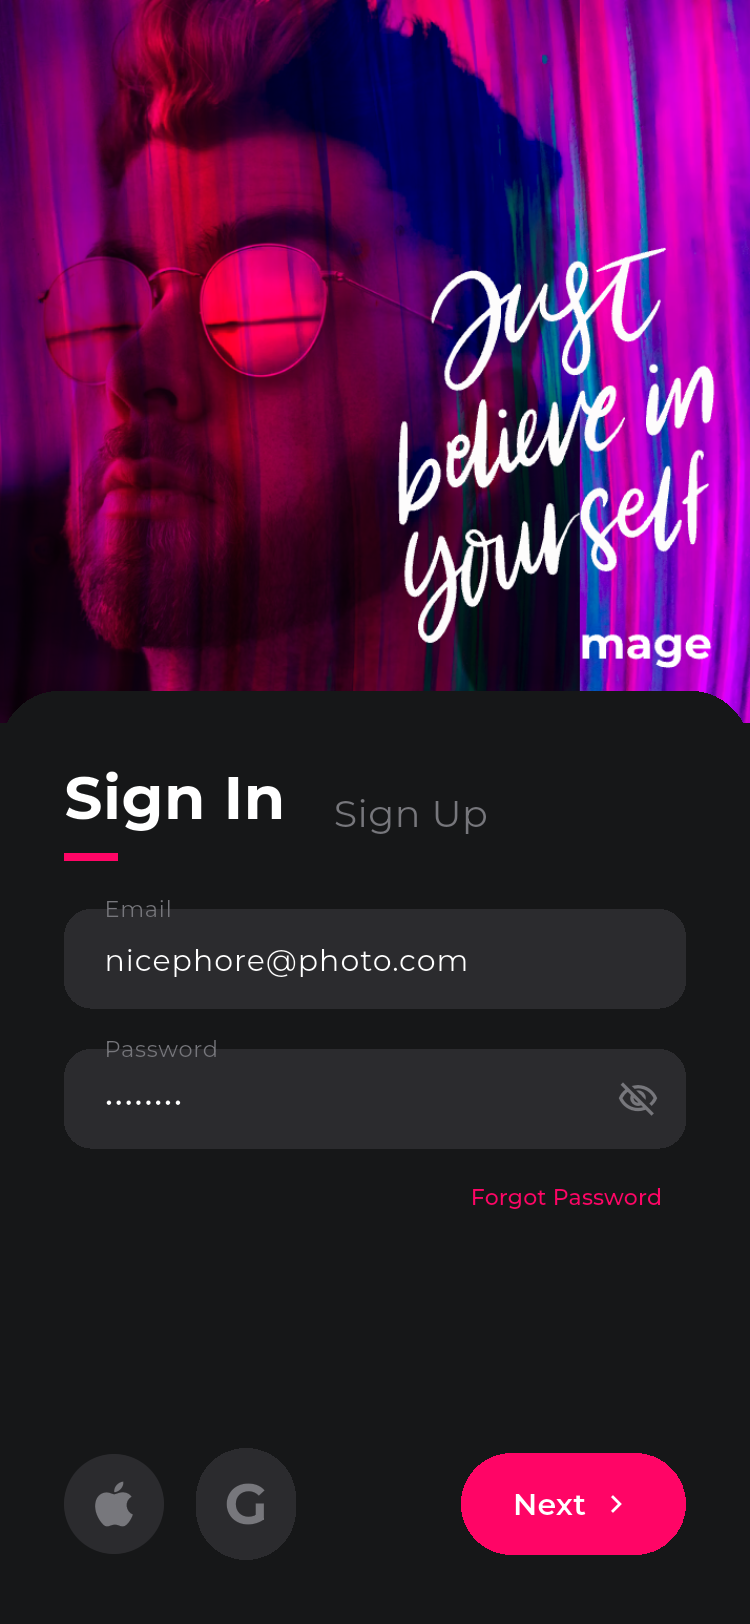 Just
believe in
yourself
mage
Sign In
Sign Up
Email
nicephore@photo.com
Password
••••••••
Forgot Password
G
Next